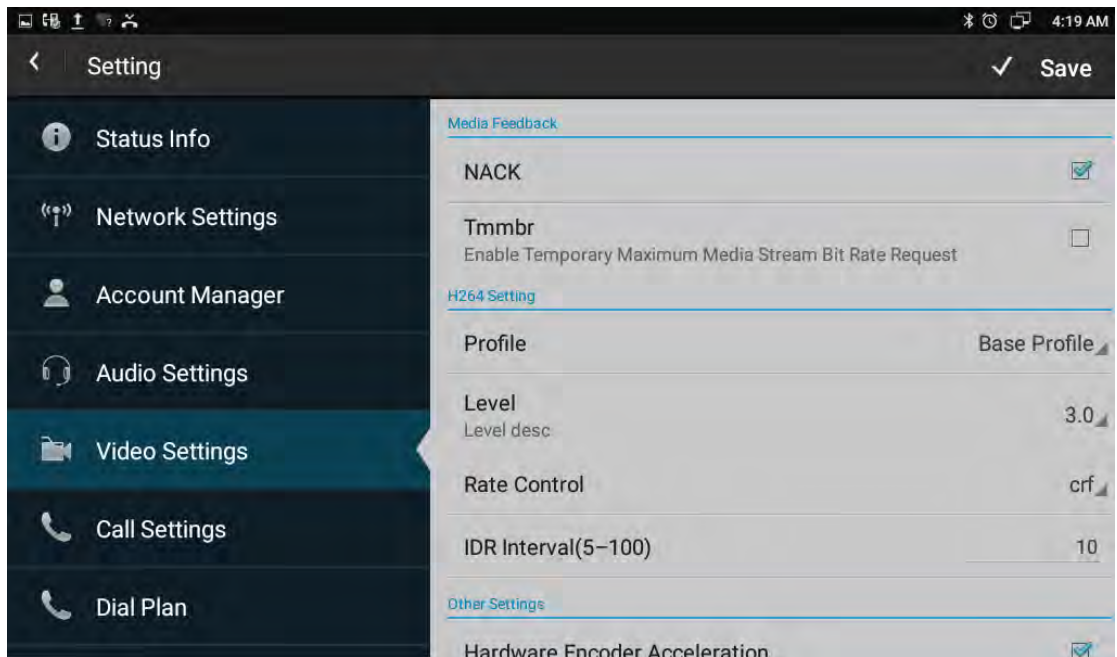 4:19 AM
Setting
Save
Status Info
Network Settings
Account Manager
Audio Settings
Video Settings
Call Settings
Dial Plan
Media Feedback
NACK
Tmmbr
Enable Temporary Maximum Media Stream Bit Rate Request
H264 Setting
Profile Base Profile
Level 3.0
Level desc
Rate Control crf
IDR Interval(5-100) 10
Other Settings
Hardware Encoder Acceleration